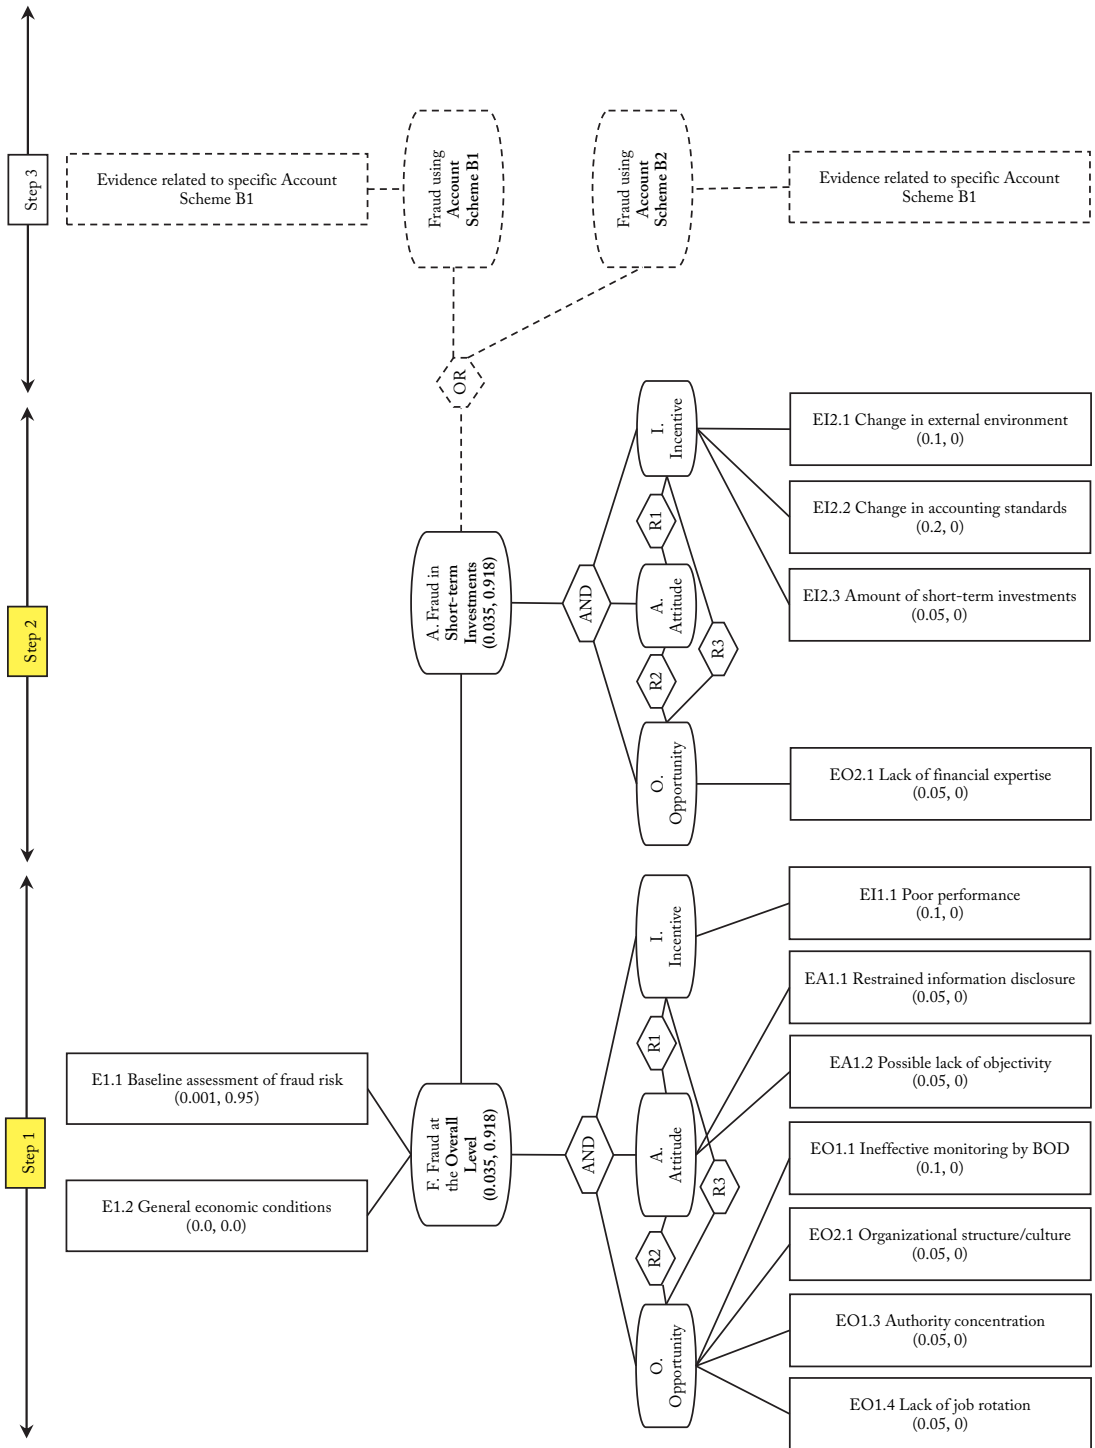 Step 3
Evidence related to specific Account
Scheme B1
Fraud using
Account
Scheme B1
Fraud using
Account
Scheme B2
Evidence related to specific Account
Scheme B1
OR
Step 2
A. Fraud in
Short-term
Investments
(0.035, 0.918)
AND
I.
Incentive
R1
A.
Attitude
R2
R3
O.
Opportunity
EI2.1 Change in external environment
(0.1, 0)
EI2.2 Change in accounting standards
(0.2, 0)
EI2.3 Amount of short-term investments
(0.05, 0)
EO2.1 Lack of financial expertise
(0.05, 0)
Step 1
E1.1 Baseline assessment of fraud risk
(0.001, 0.95)
E1.2 General economic conditions
(0.0, 0.0)
F. Fraud at
the Overall
Level
(0.035, 0.918)
AND
I.
Incentive
R1
A.
Attitude
R2
R3
O.
Opportunity
EI1.1 Poor performance
(0.1, 0)
EA1.1 Restrained information disclosure
(0.05, 0)
EA1.2 Possible lack of objectivity
(0.05, 0)
EO1.1 Ineffective monitoring by BOD
(0.1, 0)
EO2.1 Organizational structure/culture
(0.05, 0)
EO1.3 Authority concentration
(0.05, 0)
EO1.4 Lack of job rotation
(0.05, 0)